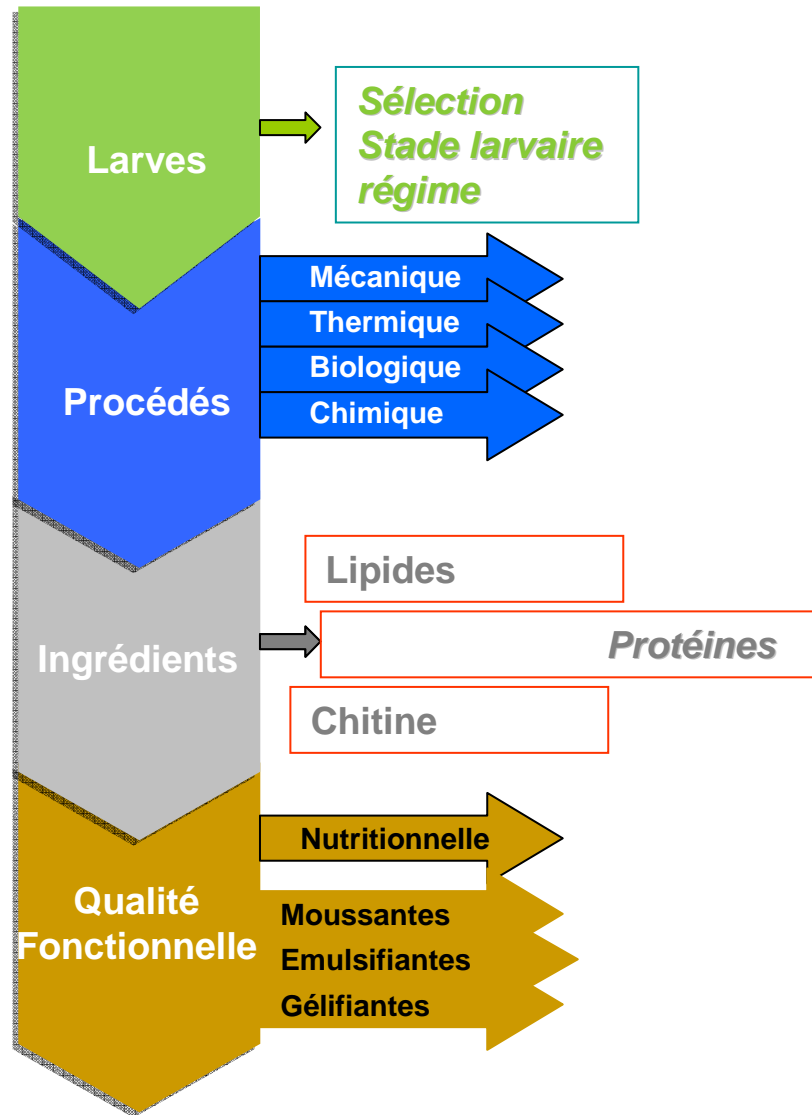 Larves
Sélection
Stade larvaire
régime
Procédés
Mécanique
Thermique
Biologique
Chimique
Ingrédients
Lipides
Protéines
Chitine
Qualité
Fonctionnelle
Nutritionnelle
Moussantes
Emulsifiantes
Gélifiantes